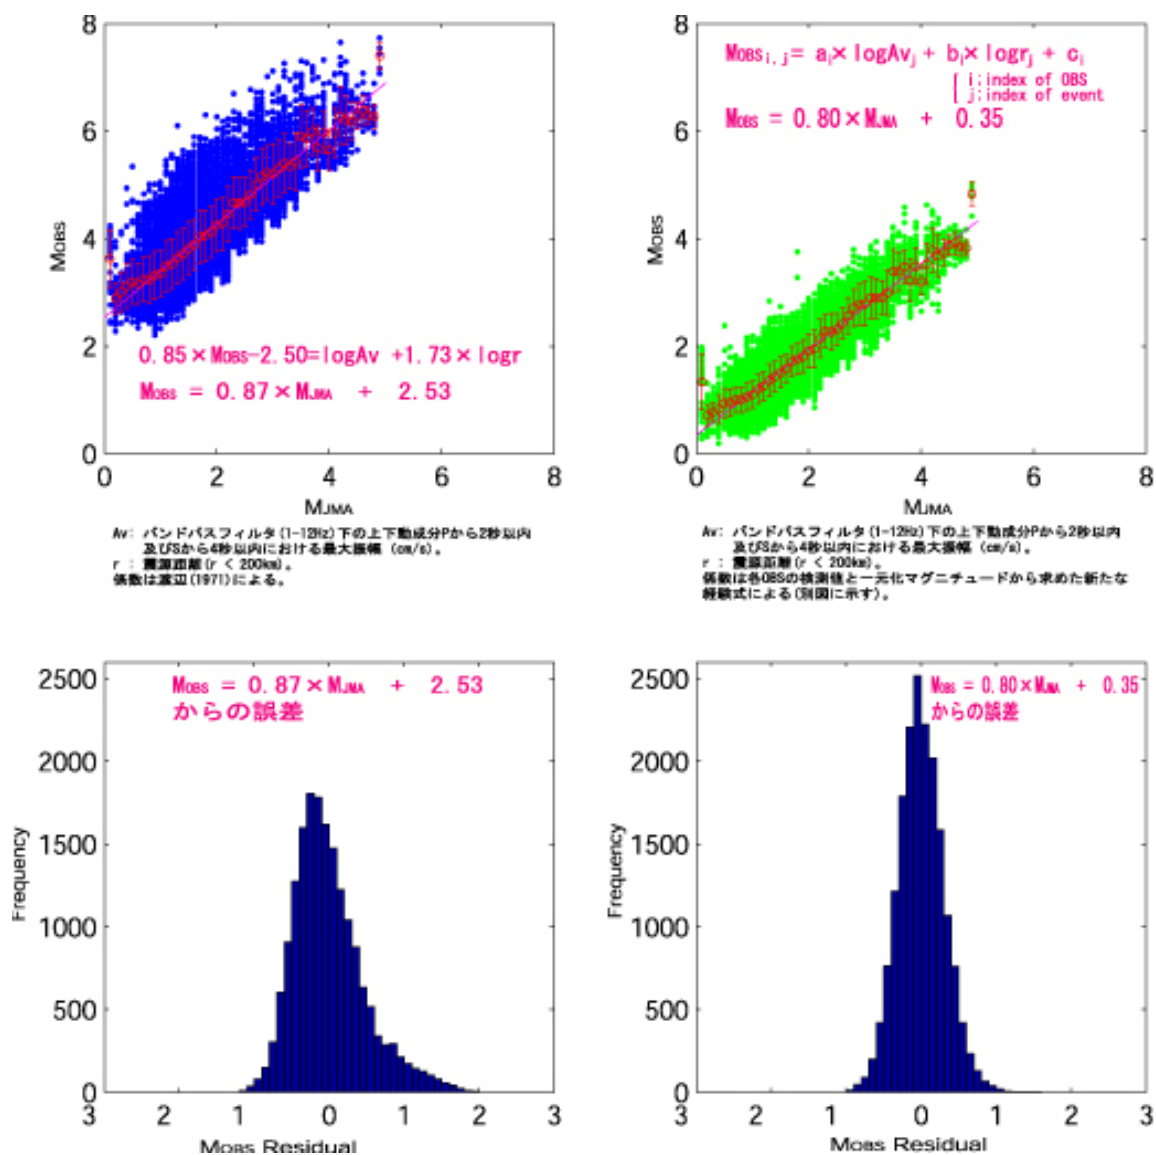 8
6
4
2
0
0
2
4
6
8
MOBS
MJMA
0.85×MOBS-2.50=logAv +1.73×logr
MOBS = 0.87×MJMA + 2.53
Av: バンドパスフィルタ(1-12Hz)下の上下動成分Pから2秒以内
及びSから4秒以内における最大振幅 (cm/s)。
r : 震源距離(r < 200km)。
係数は渡辺(1971)による。
8
6
4
2
0
0
2
4
6
8
MOBS
MJMA
MOBSi,j= ai×logAvj + bi×logrj + ci
i:index of OBS
j:index of event
MOBS = 0.80×MJMA + 0.35
Av: バンドパスフィルタ(1-12Hz)下の上下動成分Pから2秒以内
及びSから4秒以内における最大振幅 (cm/s)。
r : 震源距離(r < 200km)。
係数は各OBSの検測値と一元化マグニチュードから求めた新たな
経験式による(別図に示す)。
2500
2000
1500
1000
500
0
3
2
1
0
1
2
3
Frequency
MOBS Residual
MOBS = 0.87×MJMA + 2.53
からの誤差
2500
2000
1500
1000
500
0
3
2
1
0
1
2
3
Frequency
MOBS Residual
MOBS = 0.80×MJMA + 0.35
からの誤差